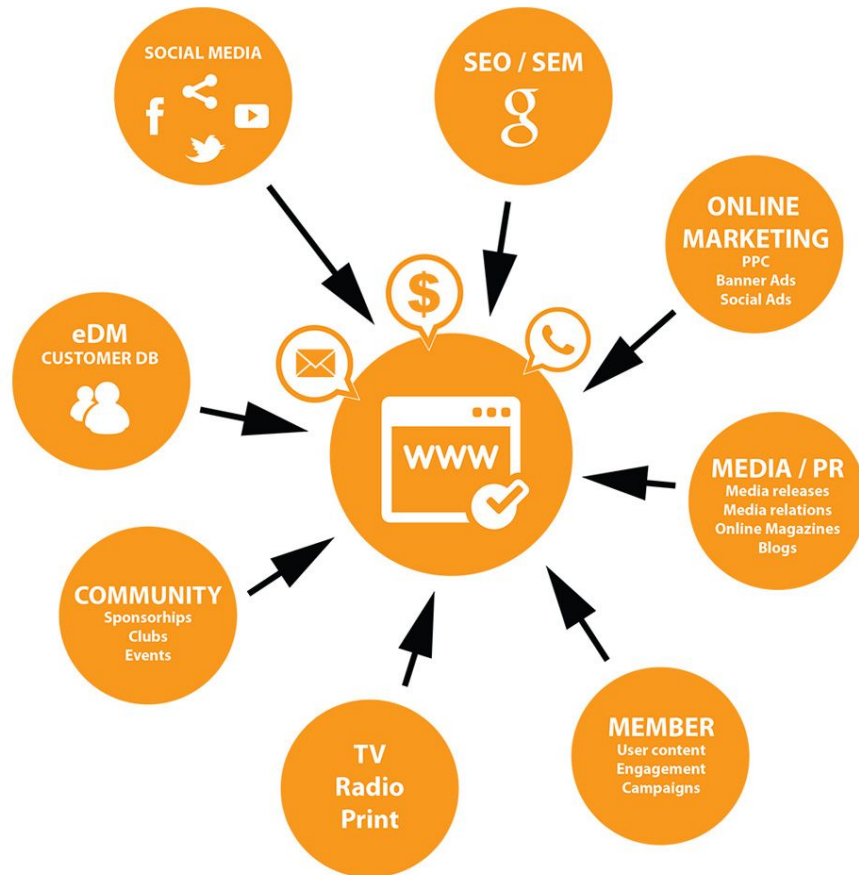 SOCIAL MEDIA
SEO / SEM
g
ONLINE
MARKETING
PPC
Banner Ads
Social Ads
$
eDM
CUSTOMER DB
WWW
MEDIA / PR
Media releases
Media relations
Online Magazines
Blogs
COMMUNITY
Sponsorhips
Clubs
Events
MEMBER
User content
Engagement
Campaigns
TV
Radio
Print